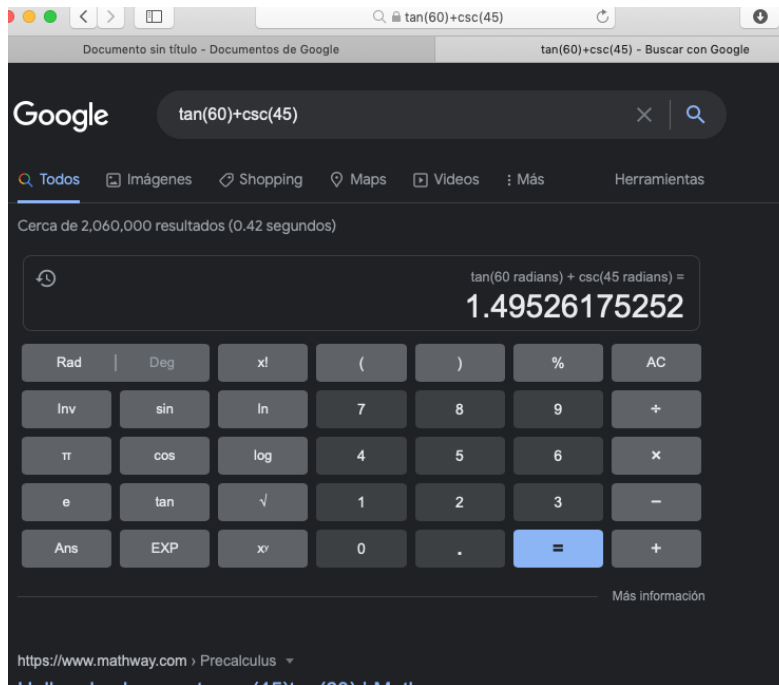 tan(60)+csc(45)
Documento sin título - Documentos de Google
tan(60)+csc(45) - Buscar con Google
Google
tan(60)+csc(45)
Todos Imágenes Shopping Maps Videos Más Herramientas
Cerca de 2,060,000 resultados (0.42 segundos)
tan(60 radians) + csc(45 radians) =
1.49526175252
Rad | Deg x! ( ) % AC
Inv sin ln 7 8 9 ÷
π cos log 4 5 6 ×
e tan √ 1 2 3 −
Ans EXP xʸ 0 . = +
Más información
https://www.mathway.com › Precalculus